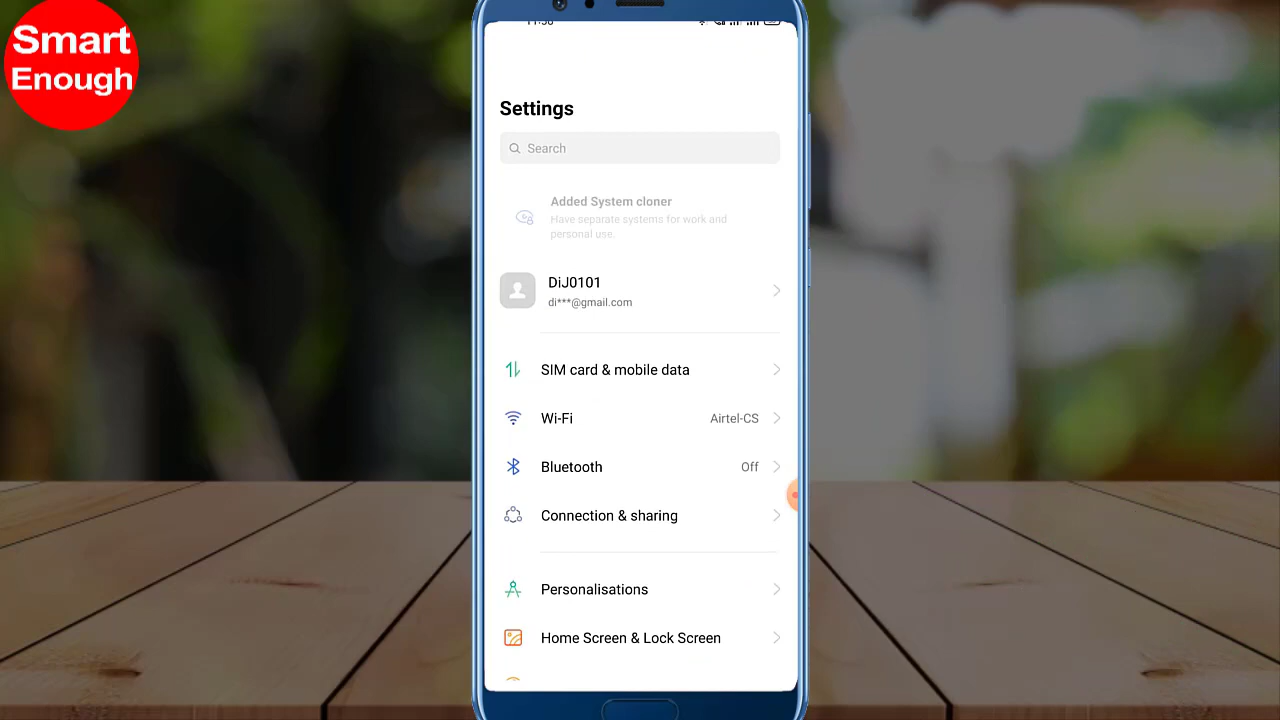 Smart
Enough
Settings
Search
Added System cloner
Have separate systems for work and
personal use.
DiJ0101
di***@gmail.com
SIM card & mobile data
Wi-Fi Airtel-CS
Bluetooth Off
Connection & sharing
Personalisations
Home Screen & Lock Screen